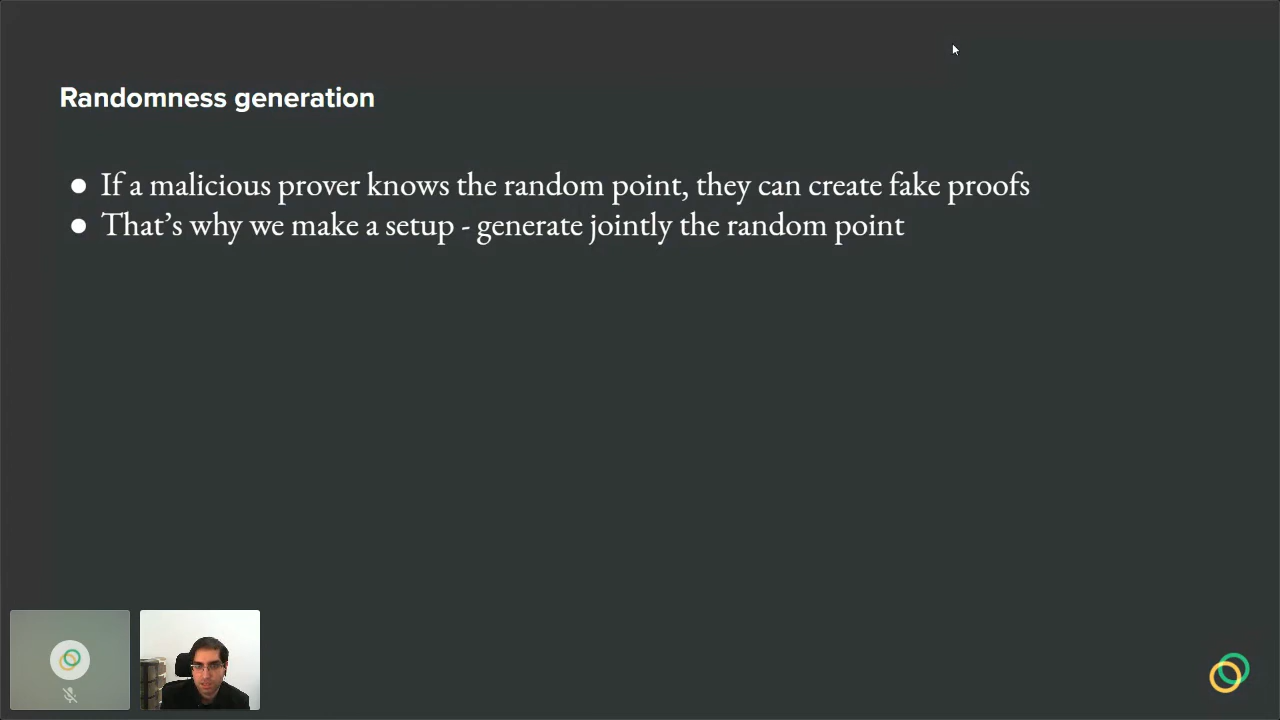 Randomness generation
● If a malicious prover knows the random point, they can create fake proofs
● That’s why we make a setup - generate jointly the random point